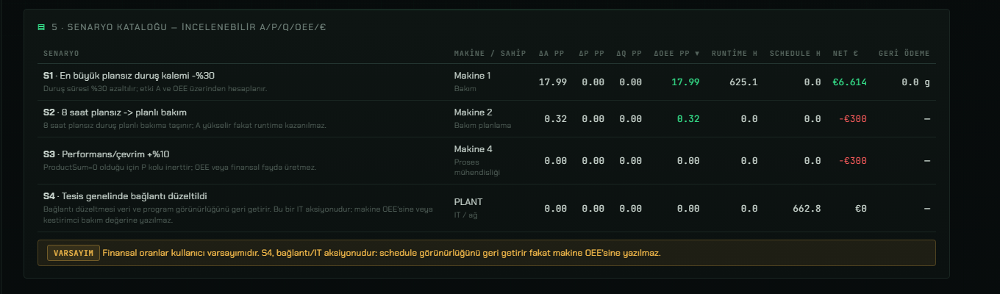 5 · SENARYO KATALOĞU — İNCELENEBİLİR A/P/Q/OEE/€
SENARYO MAKİNE / SAHİP ΔA PP ΔP PP ΔQ PP ΔOEE PP ▼ RUNTİME H SCHEDULE H NET € GERİ ÖDEME
S1 · En büyük plansız duruş kalemi -%30 Makine 1 17.99 0.00 0.00 17.99 625.1 0.0 €6.614 0.0 g
Duruş süresi %30 azaltılır; etki A ve OEE üzerinden hesaplanır. Bakım
S2 · 8 saat plansız -> planlı bakım Makine 2 0.32 0.00 0.00 0.32 0.0 0.0 -€300 —
8 saat plansız duruş planlı bakıma taşınır; A yükselir fakat runtime kazanılmaz. Bakım planlama
S3 · Performans/çevrim +%10 Makine 4 0.00 0.00 0.00 0.00 0.0 0.0 -€300 —
ProductSum=0 olduğu için P kolu inerttir; OEE veya finansal fayda üretmez. Proses
mühendisliği
S4 · Tesis genelinde bağlantı düzeltildi PLANT 0.00 0.00 0.00 0.00 0.0 662.8 €0 —
Bağlantı düzeltmesi veri ve program görünürlüğünü geri getirir. Bu bir IT aksiyonudur; makine OEE'sine veya IT / ağ
kestirimci bakım değerine yazılmaz.
VARSAYIM Finansal oranlar kullanıcı varsayımıdır. S4, bağlantı/IT aksiyonudur: schedule görünürlüğünü geri getirir fakat makine OEE'sine yazılmaz.